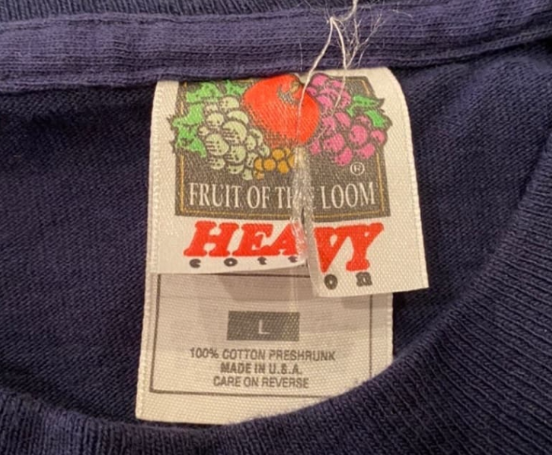 ®
FRUIT OF THE LOOM
HEAVY
cotton
L
100% COTTON PRESHRUNK
MADE IN U.S.A.
CARE ON REVERSE